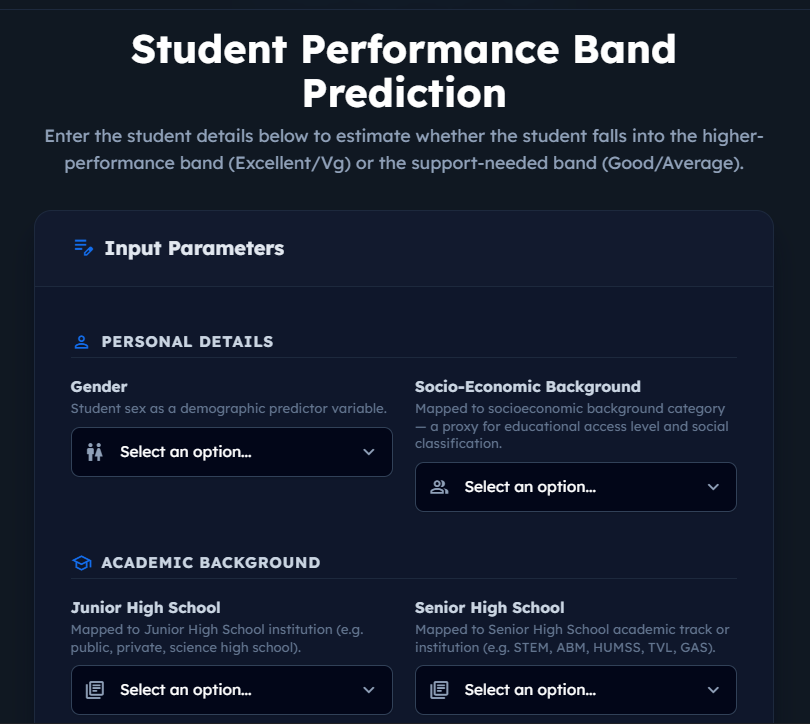 Student Performance Band
Prediction
Enter the student details below to estimate whether the student falls into the higher-
performance band (Excellent/Vg) or the support-needed band (Good/Average).
Input Parameters
PERSONAL DETAILS
Gender
Student sex as a demographic predictor variable.
Select an option...
Socio-Economic Background
Mapped to socioeconomic background category
— a proxy for educational access level and social
classification.
Select an option...
ACADEMIC BACKGROUND
Junior High School
Mapped to Junior High School institution (e.g.
public, private, science high school).
Select an option...
Senior High School
Mapped to Senior High School academic track or
institution (e.g. STEM, ABM, HUMSS, TVL, GAS).
Select an option...